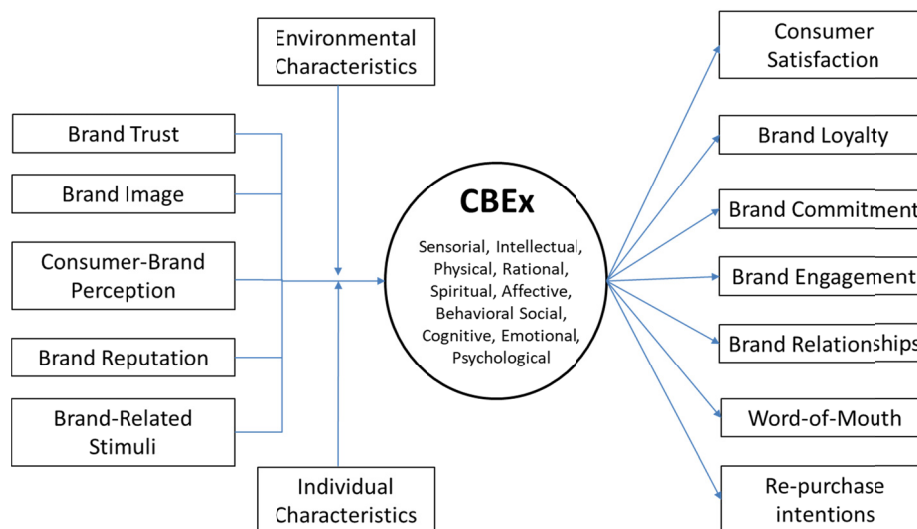 Environmental
Characteristics
Brand Trust
Brand Image
Consumer-Brand
Perception
Brand Reputation
Brand-Related
Stimuli
Individual
Characteristics
CBEx
Sensorial, Intellectual,
Physical, Rational,
Spiritual, Affective,
Behavioral Social,
Cognitive, Emotional,
Psychological
Consumer
Satisfaction
Brand Loyalty
Brand Commitment
Brand Engagement
Brand Relationships
Word-of-Mouth
Re-purchase
intentions